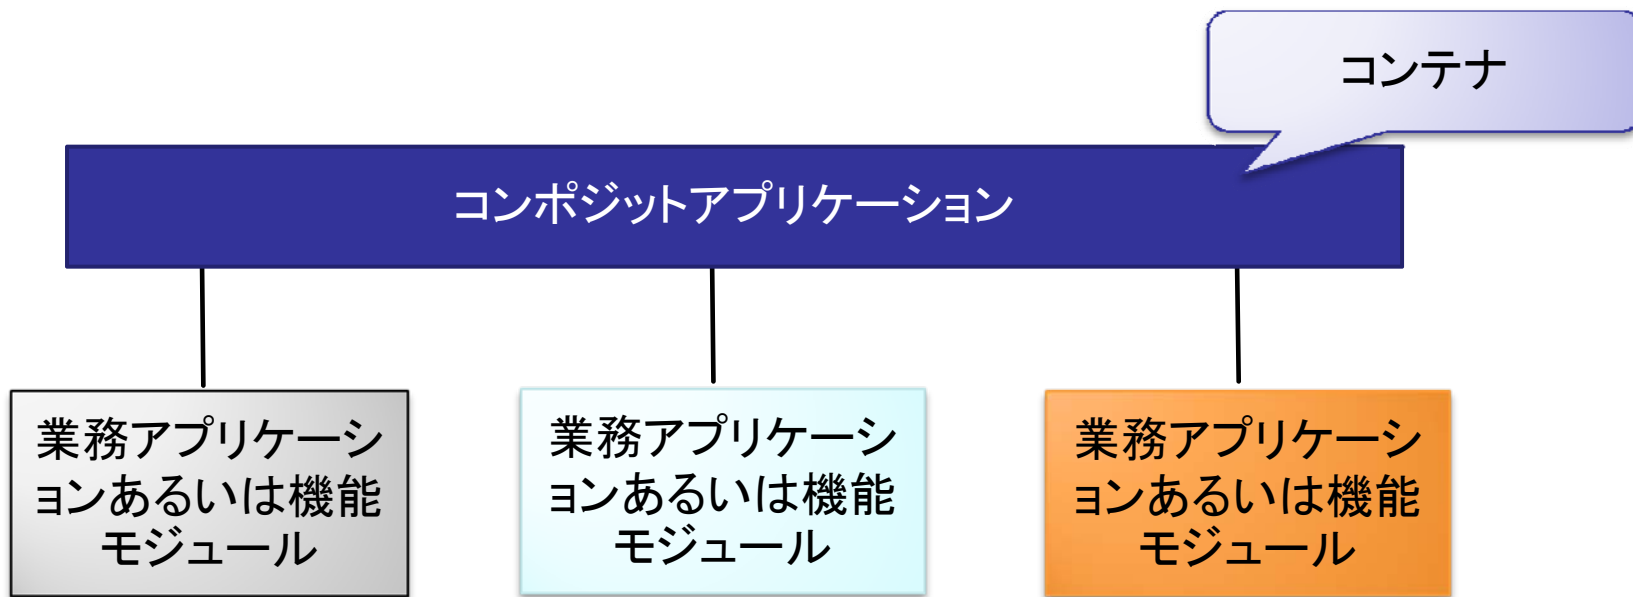 コンテナ
コンポジットアプリケーション
業務アプリケーシ
ョンあるいは機能
モジュール
業務アプリケーシ
ョンあるいは機能
モジュール
業務アプリケーシ
ョンあるいは機能
モジュール